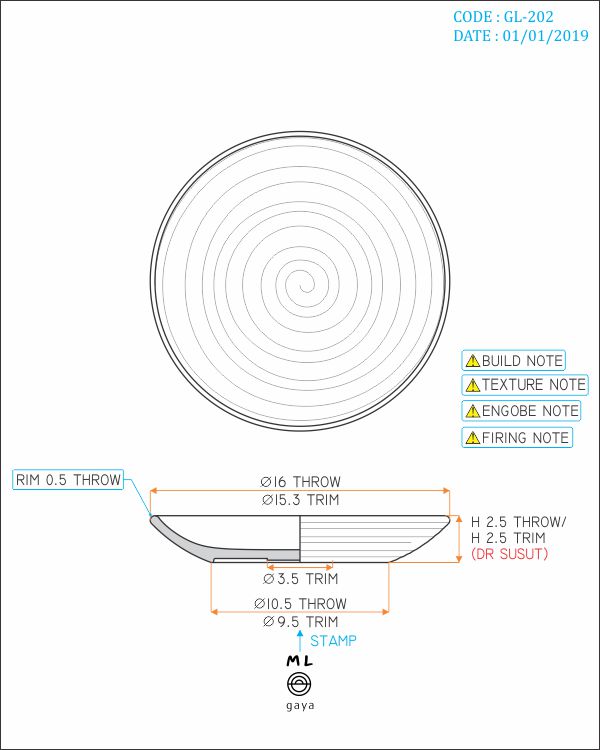 CODE : GL-202
DATE : 01/01/2019
BUILD NOTE
TEXTURE NOTE
ENGOBE NOTE
FIRING NOTE
RIM 0.5 THROW
Ø16 THROW
Ø15.3 TRIM
H 2.5 THROW/
H 2.5 TRIM
(DR SUSUT)
Ø3.5 TRIM
Ø10.5 THROW
Ø9.5 TRIM
STAMP
ML
gaya